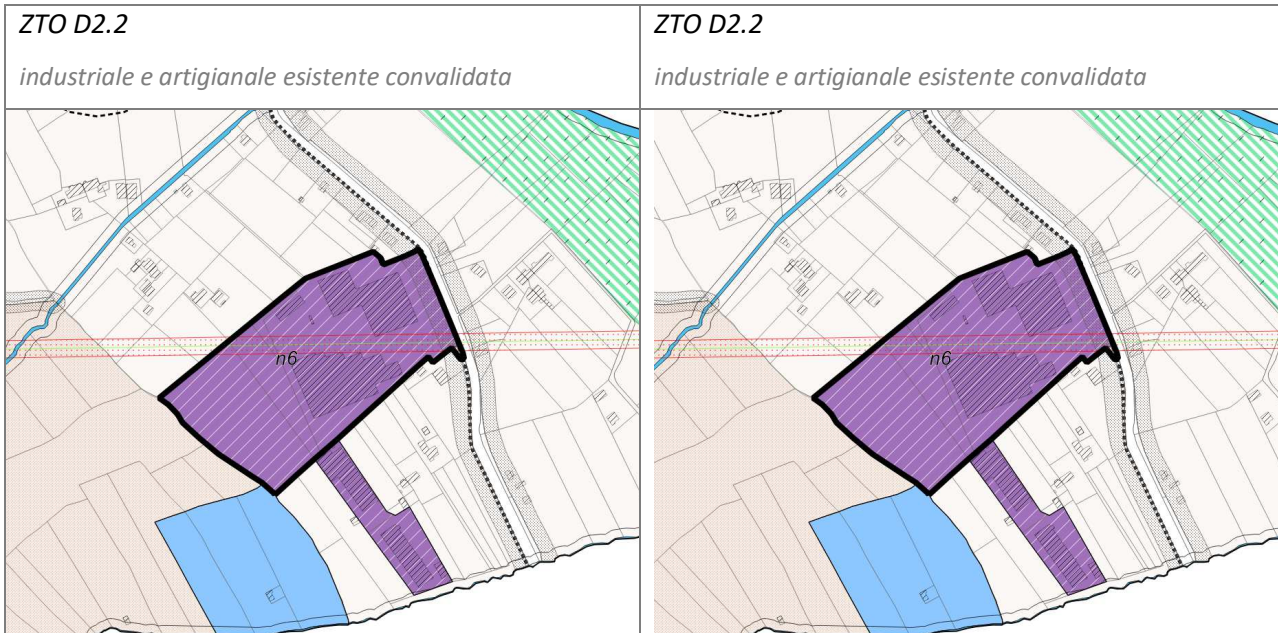 ZTO D2.2
industriale e artigianale esistente convalidata
n6
ZTO D2.2
industriale e artigianale esistente convalidata
n6